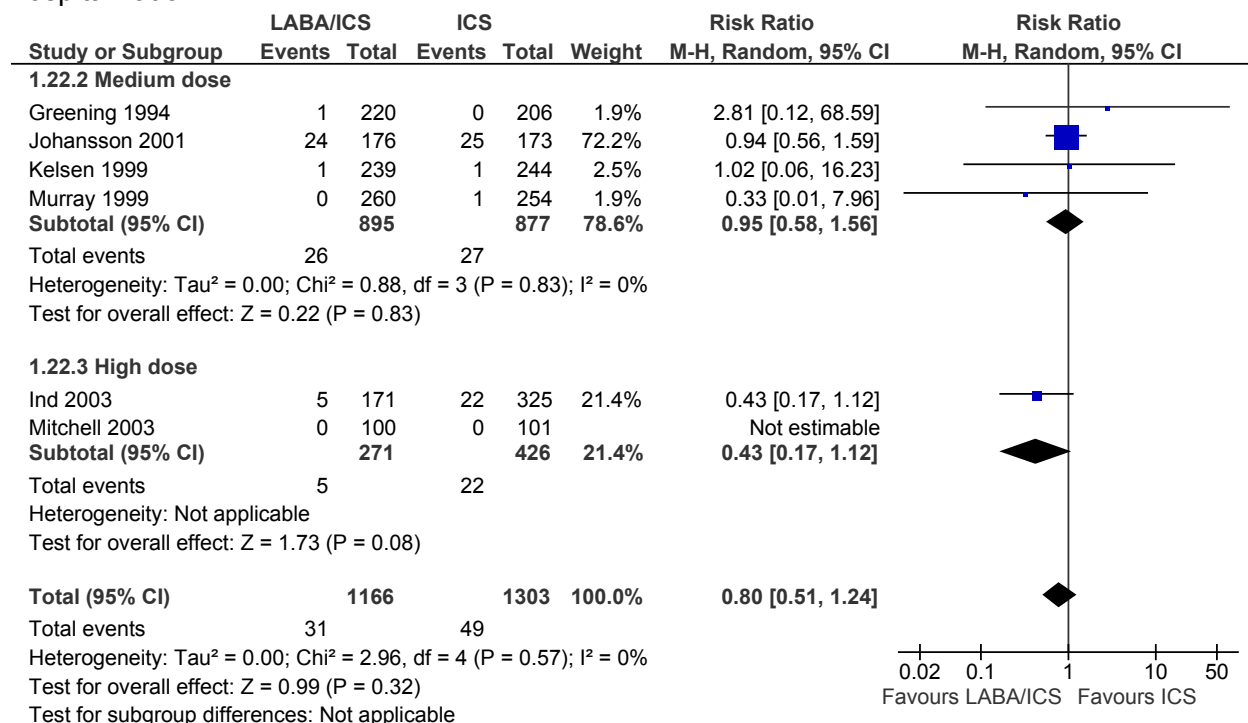 LABA/ICS ICS Risk Ratio Risk Ratio
Study or Subgroup Events Total Events Total Weight M-H, Random, 95% CI M-H, Random, 95% CI
1.22.2 Medium dose
Greening 1994 1 220 0 206 1.9% 2.81 [0.12, 68.59]
Johansson 2001 24 176 25 173 72.2% 0.94 [0.56, 1.59]
Kelsen 1999 1 239 1 244 2.5% 1.02 [0.06, 16.23]
Murray 1999 0 260 1 254 1.9% 0.33 [0.01, 7.96]
Subtotal (95% CI) 895 877 78.6% 0.95 [0.58, 1.56]
Total events 26 27
Heterogeneity: Tau² = 0.00; Chi² = 0.88, df = 3 (P = 0.83); I² = 0%
Test for overall effect: Z = 0.22 (P = 0.83)
1.22.3 High dose
Ind 2003 5 171 22 325 21.4% 0.43 [0.17, 1.12]
Mitchell 2003 0 100 0 101 Not estimable
Subtotal (95% CI) 271 426 21.4% 0.43 [0.17, 1.12]
Total events 5 22
Heterogeneity: Not applicable
Test for overall effect: Z = 1.73 (P = 0.08)
Total (95% CI) 1166 1303 100.0% 0.80 [0.51, 1.24]
Total events 31 49
Heterogeneity: Tau² = 0.00; Chi² = 2.96, df = 4 (P = 0.57); I² = 0%
Test for overall effect: Z = 0.99 (P = 0.32)
Test for subgroup differences: Not applicable
0.02 0.1 1 10 50
Favours LABA/ICS Favours ICS